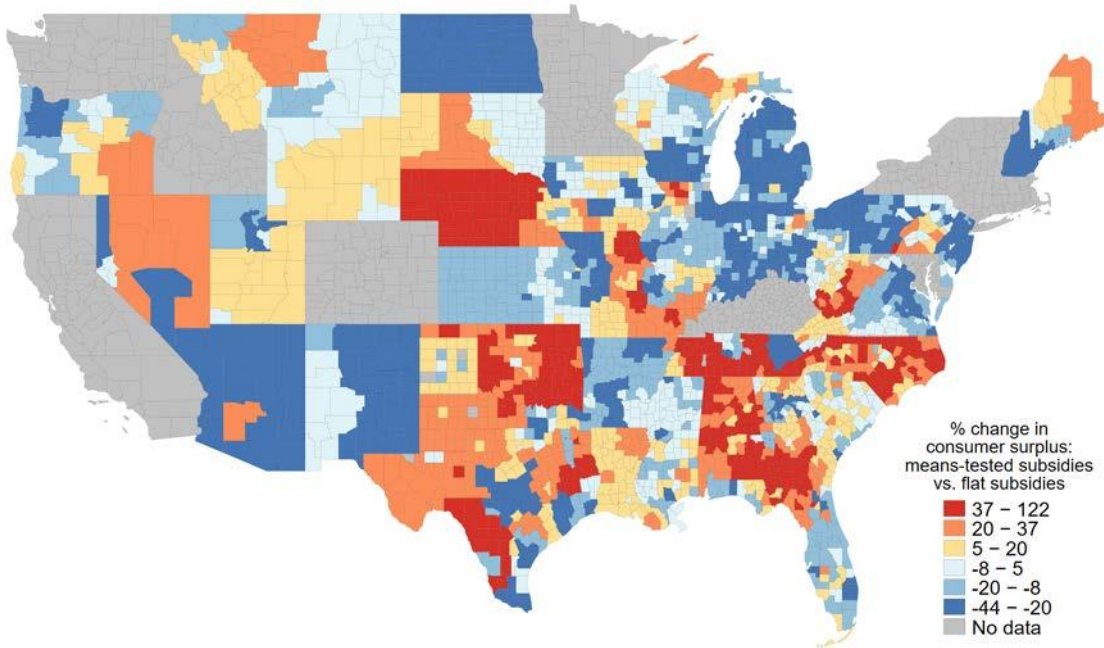 % change in
consumer surplus:
means-tested subsidies
vs. flat subsidies
37 − 122
20 − 37
5 − 20
-8 − 5
-20 − -8
-44 − -20
No data